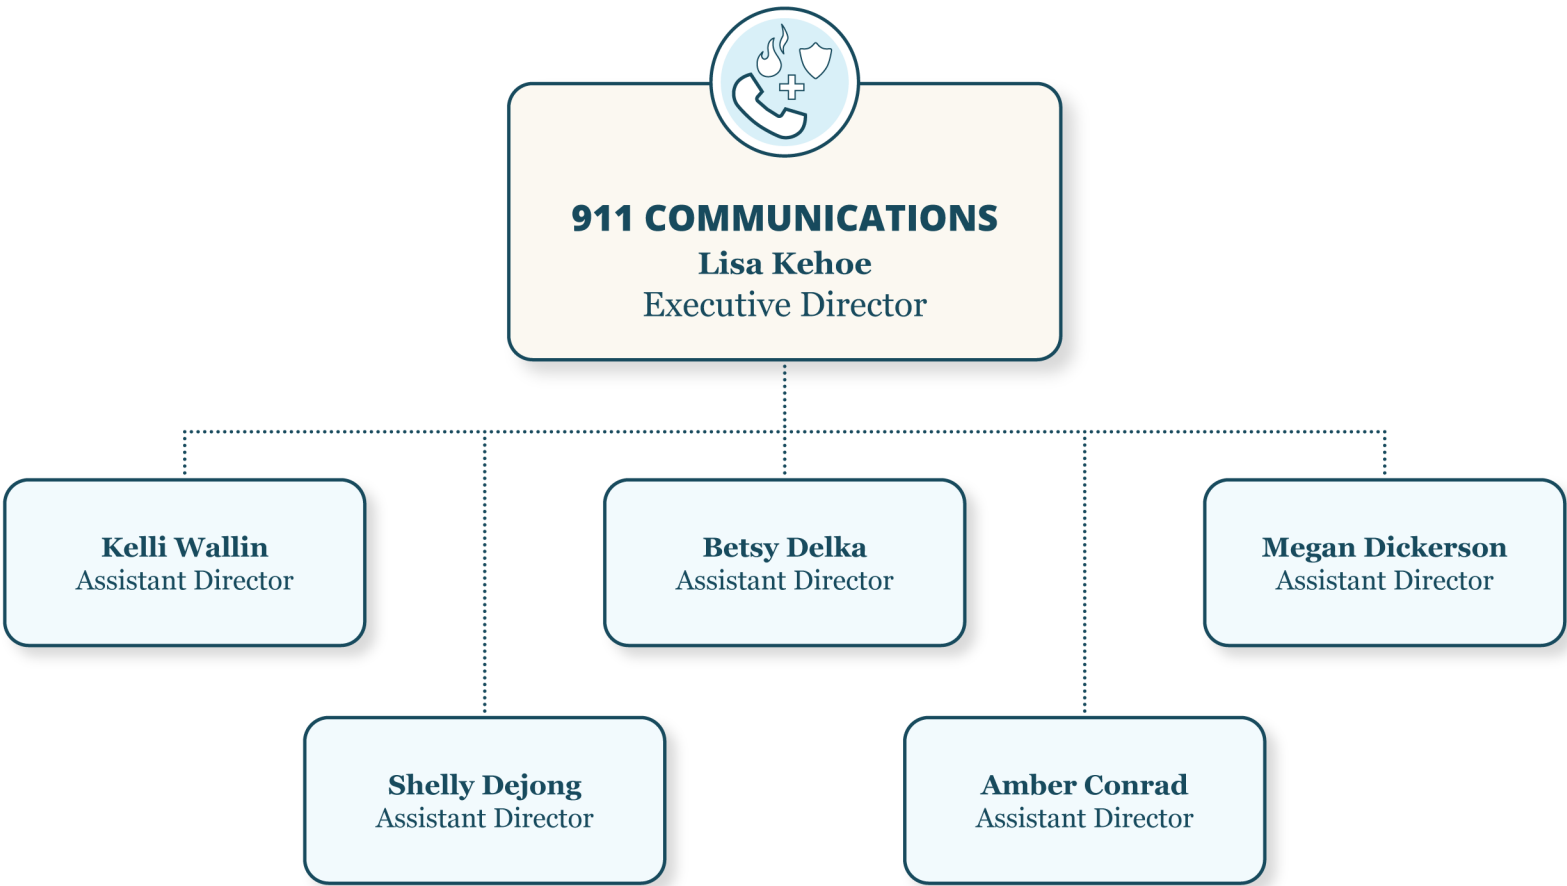 911 COMMUNICATIONS
Lisa Kehoe
Executive Director
Kelli Wallin
Assistant Director
Betsy Delka
Assistant Director
Megan Dickerson
Assistant Director
Shelly Dejong
Assistant Director
Amber Conrad
Assistant Director